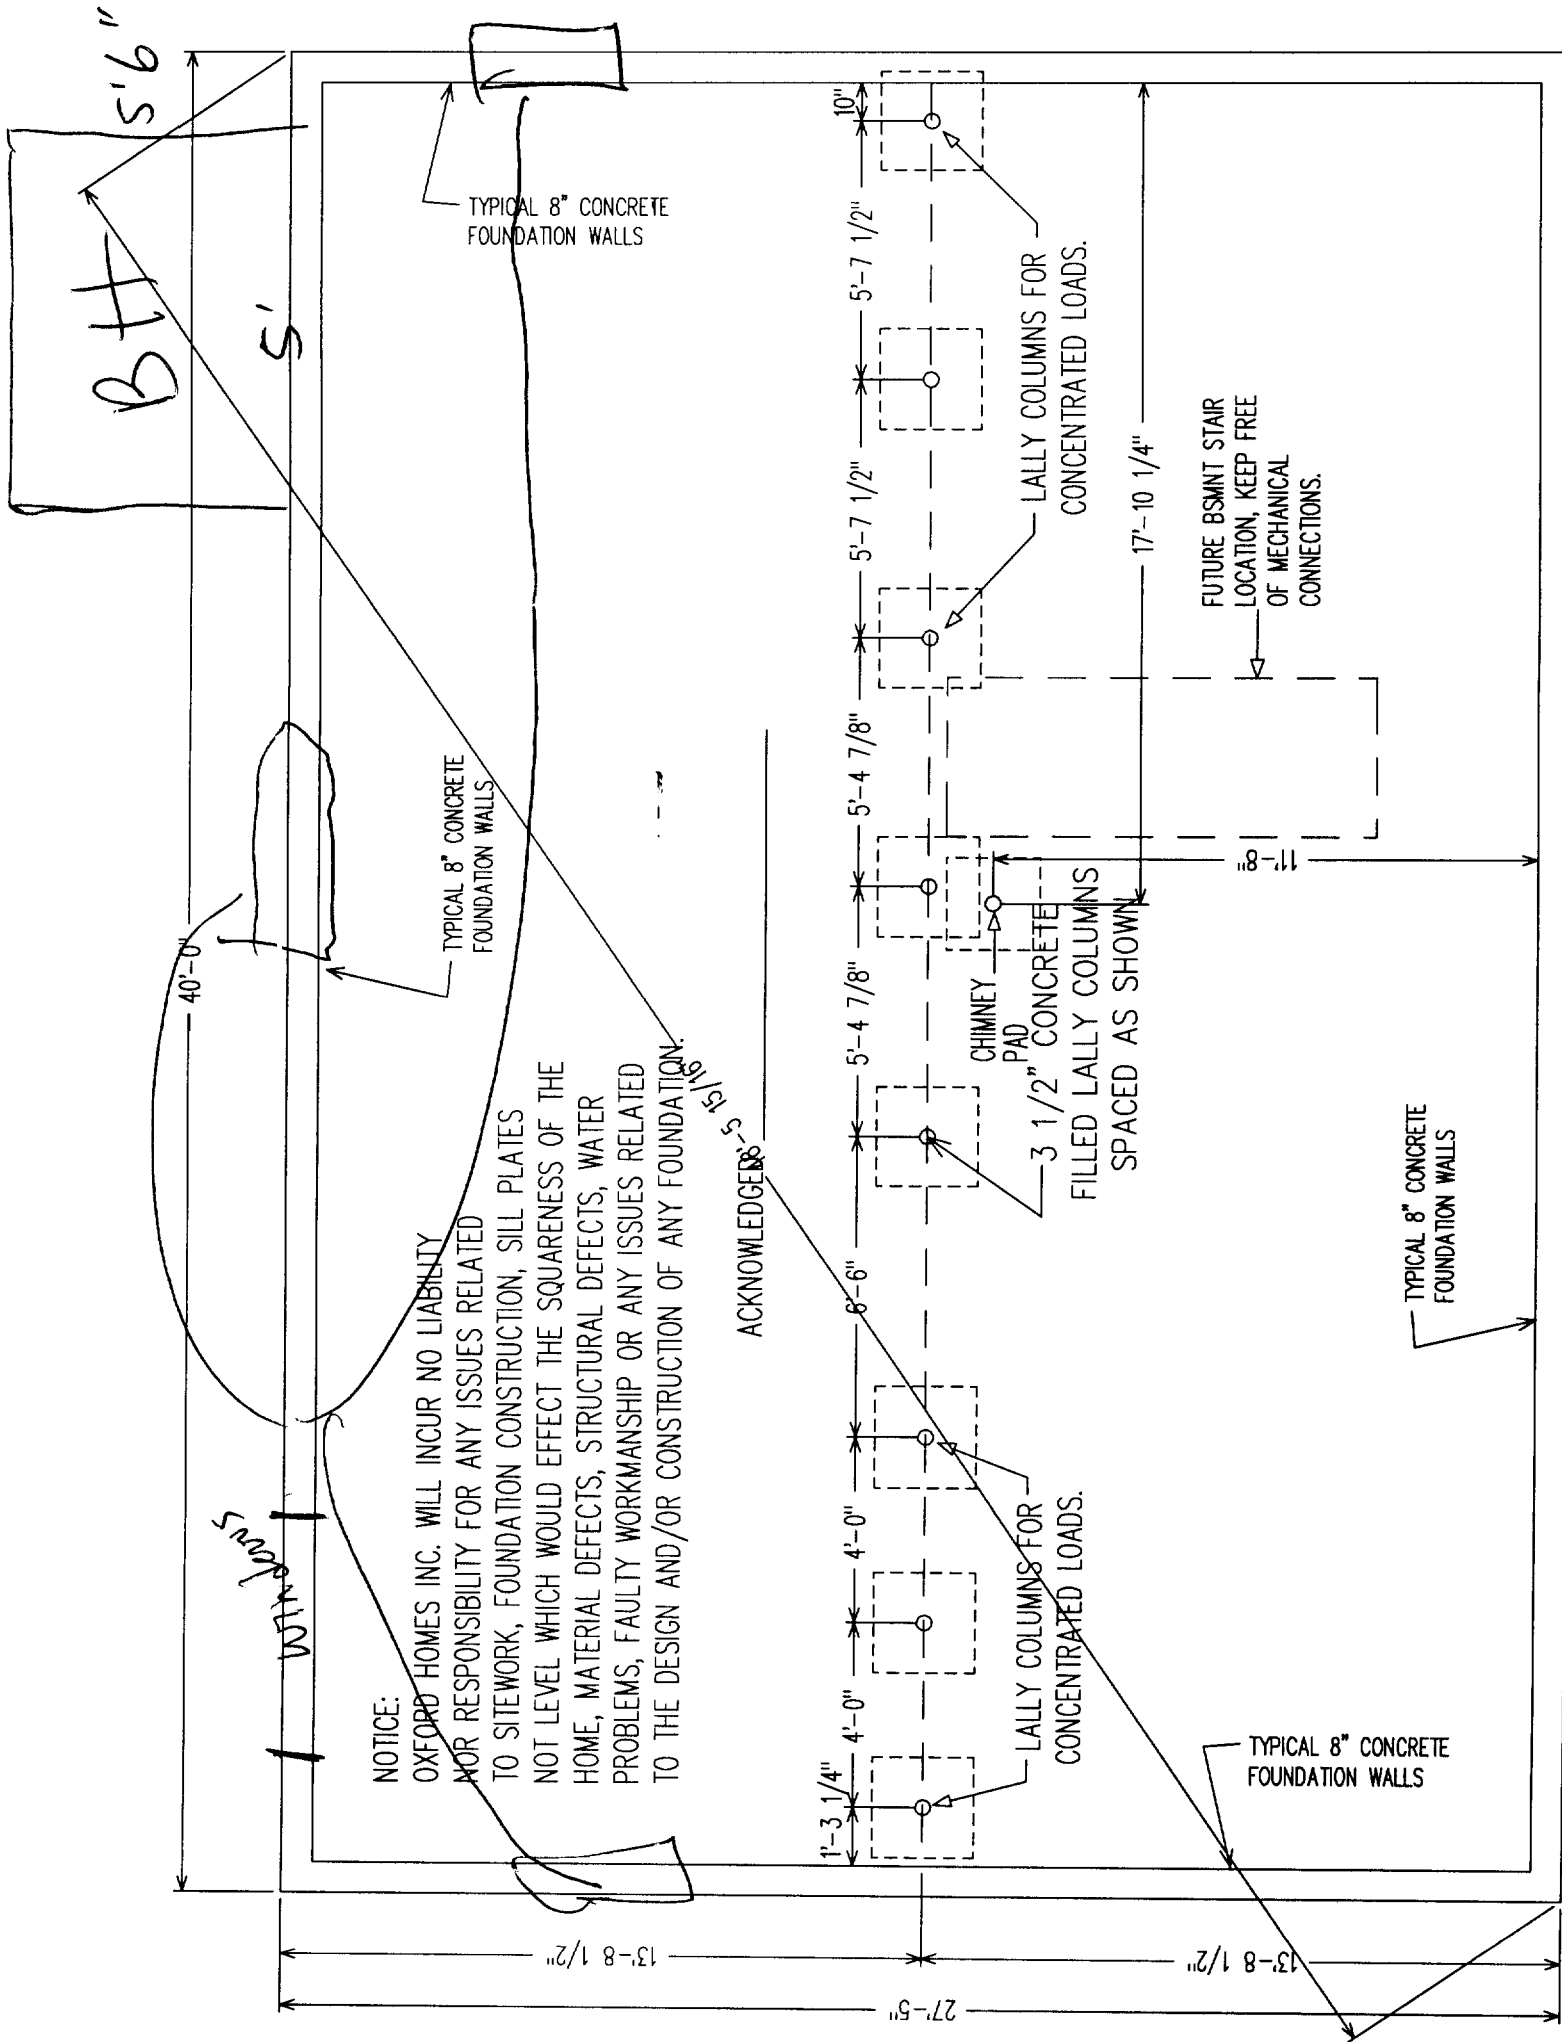 5'6"
BH
5'
40'-0"
Windows
TYPICAL 8" CONCRETE
FOUNDATION WALLS
TYPICAL 8" CONCRETE
FOUNDATION WALLS
NOTICE:
OXFORD HOMES INC. WILL INCUR NO LIABILITY
NOR RESPONSIBILITY FOR ANY ISSUES RELATED
TO SITEWORK, FOUNDATION CONSTRUCTION, SILL PLATES
NOT LEVEL WHICH WOULD EFFECT THE SQUARENESS OF THE
HOME, MATERIAL DEFECTS, STRUCTURAL DEFECTS, WATER
PROBLEMS, FAULTY WORKMANSHIP OR ANY ISSUES RELATED
TO THE DESIGN AND/OR CONSTRUCTION OF ANY FOUNDATION.
ACKNOWLEDGED
-5 15/16"
1'-3 1/4"
4'-0"
4'-0"
6'-6"
5'-4 7/8"
5'-4 7/8"
5'-7 1/2"
5'-7 1/2"
10"
LALLY COLUMNS FOR
CONCENTRATED LOADS.
CHIMNEY
PAD
3 1/2" CONCRETE
FILLED LALLY COLUMNS
SPACED AS SHOWN
LALLY COLUMNS FOR
CONCENTRATED LOADS.
11'-8"
17'-10 1/4"
FUTURE BSMNT STAIR
LOCATION, KEEP FREE
OF MECHANICAL
CONNECTIONS.
TYPICAL 8" CONCRETE
FOUNDATION WALLS
TYPICAL 8" CONCRETE
FOUNDATION WALLS
13'-8 1/2"
13'-8 1/2"
27'-5"